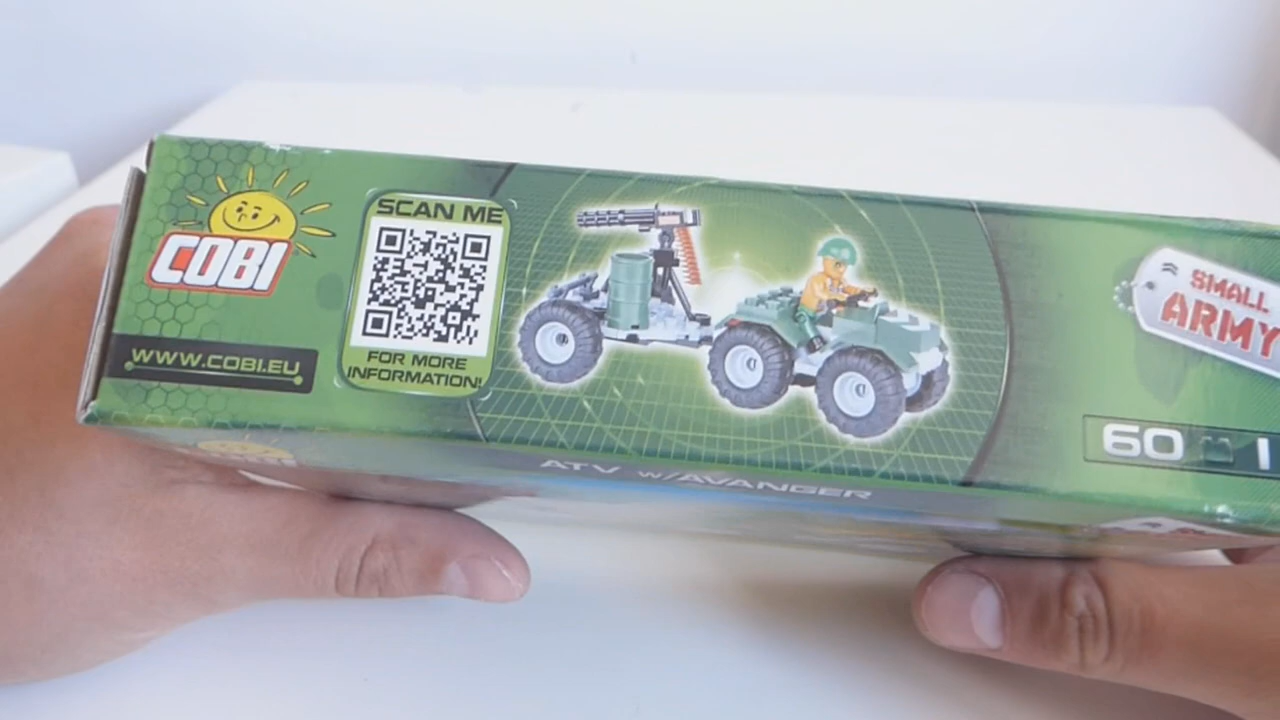 COBI
WWW.COBI.EU
SCAN ME
FOR MORE
INFORMATION!
SMALL
ARMY
60
ATV W/AVANGER